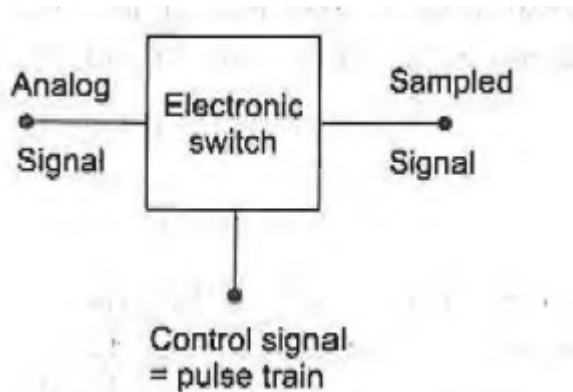 Analog
Signal
Electronic
switch
Sampled
Signal
Control signal
= pulse train